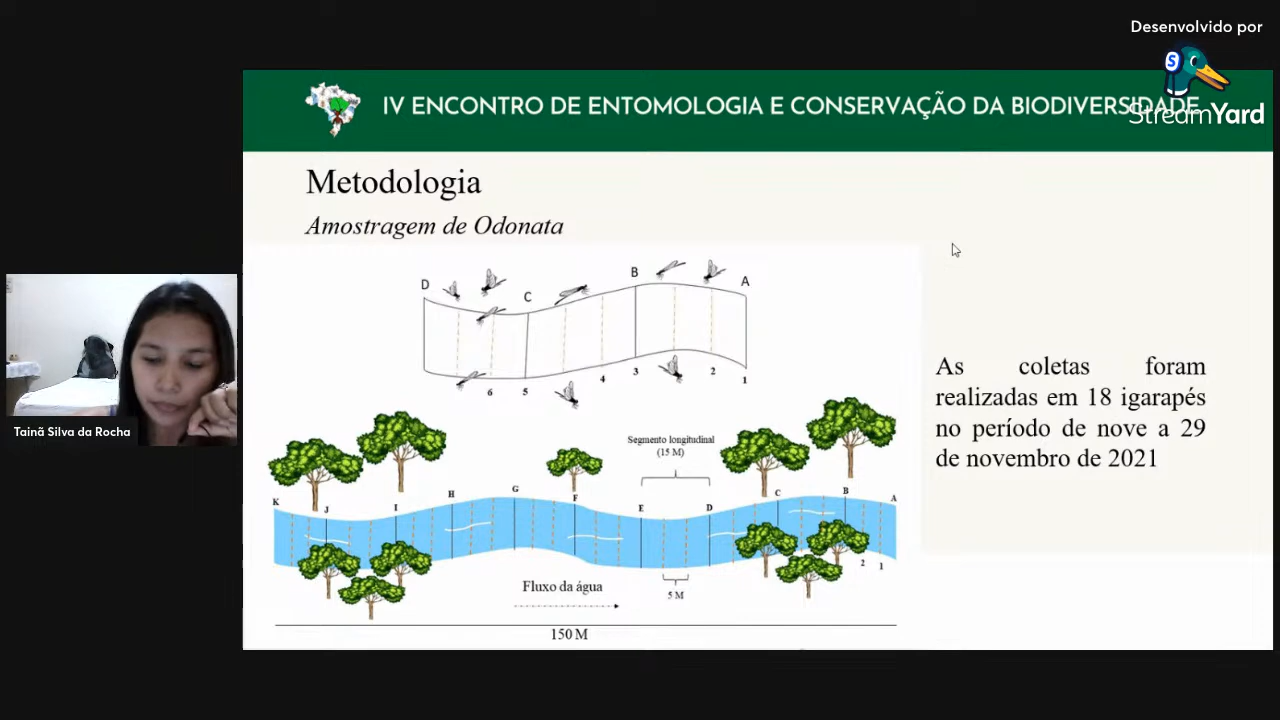 Desenvolvido por
StreamYard
IV ENCONTRO DE ENTOMOLOGIA E CONSERVAÇÃO DA BIODIVERSIDADE
Metodologia
Amostragem de Odonata
D
C
B
A
6
5
4
3
2
1
As coletas foram
realizadas em 18 igarapés
no período de nove a 29
de novembro de 2021
Tainã Silva da Rocha
Segmento longitudinal
(15 M)
K
J
I
H
G
F
E
D
C
B
A
2
1
5 M
Fluxo da água
150 M